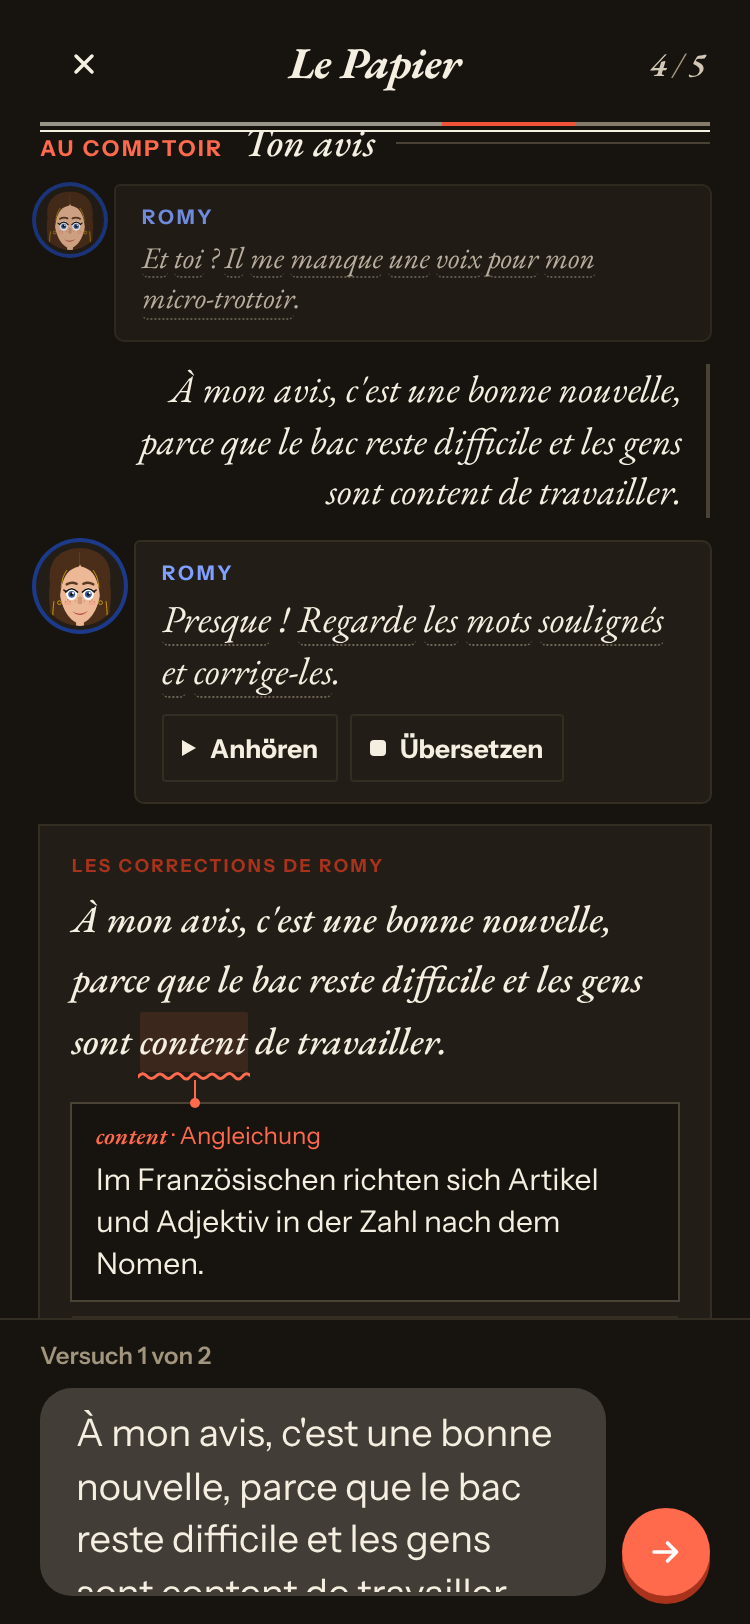 Le Papier
4 / 5
AU COMPTOIR Ton avis
ROMY
Et toi ? Il me manque une voix pour mon
micro-trottoir.
À mon avis, c'est une bonne nouvelle,
parce que le bac reste difficile et les gens
sont content de travailler.
ROMY
Presque ! Regarde les mots soulignés
et corrige-les.
Anhören
Übersetzen
LES CORRECTIONS DE ROMY
À mon avis, c'est une bonne nouvelle,
parce que le bac reste difficile et les gens
sont content de travailler.
content · Angleichung
Im Französischen richten sich Artikel
und Adjektiv in der Zahl nach dem
Nomen.
Versuch 1 von 2
À mon avis, c'est une bonne
nouvelle, parce que le bac
reste difficile et les gens
sont content de travailler